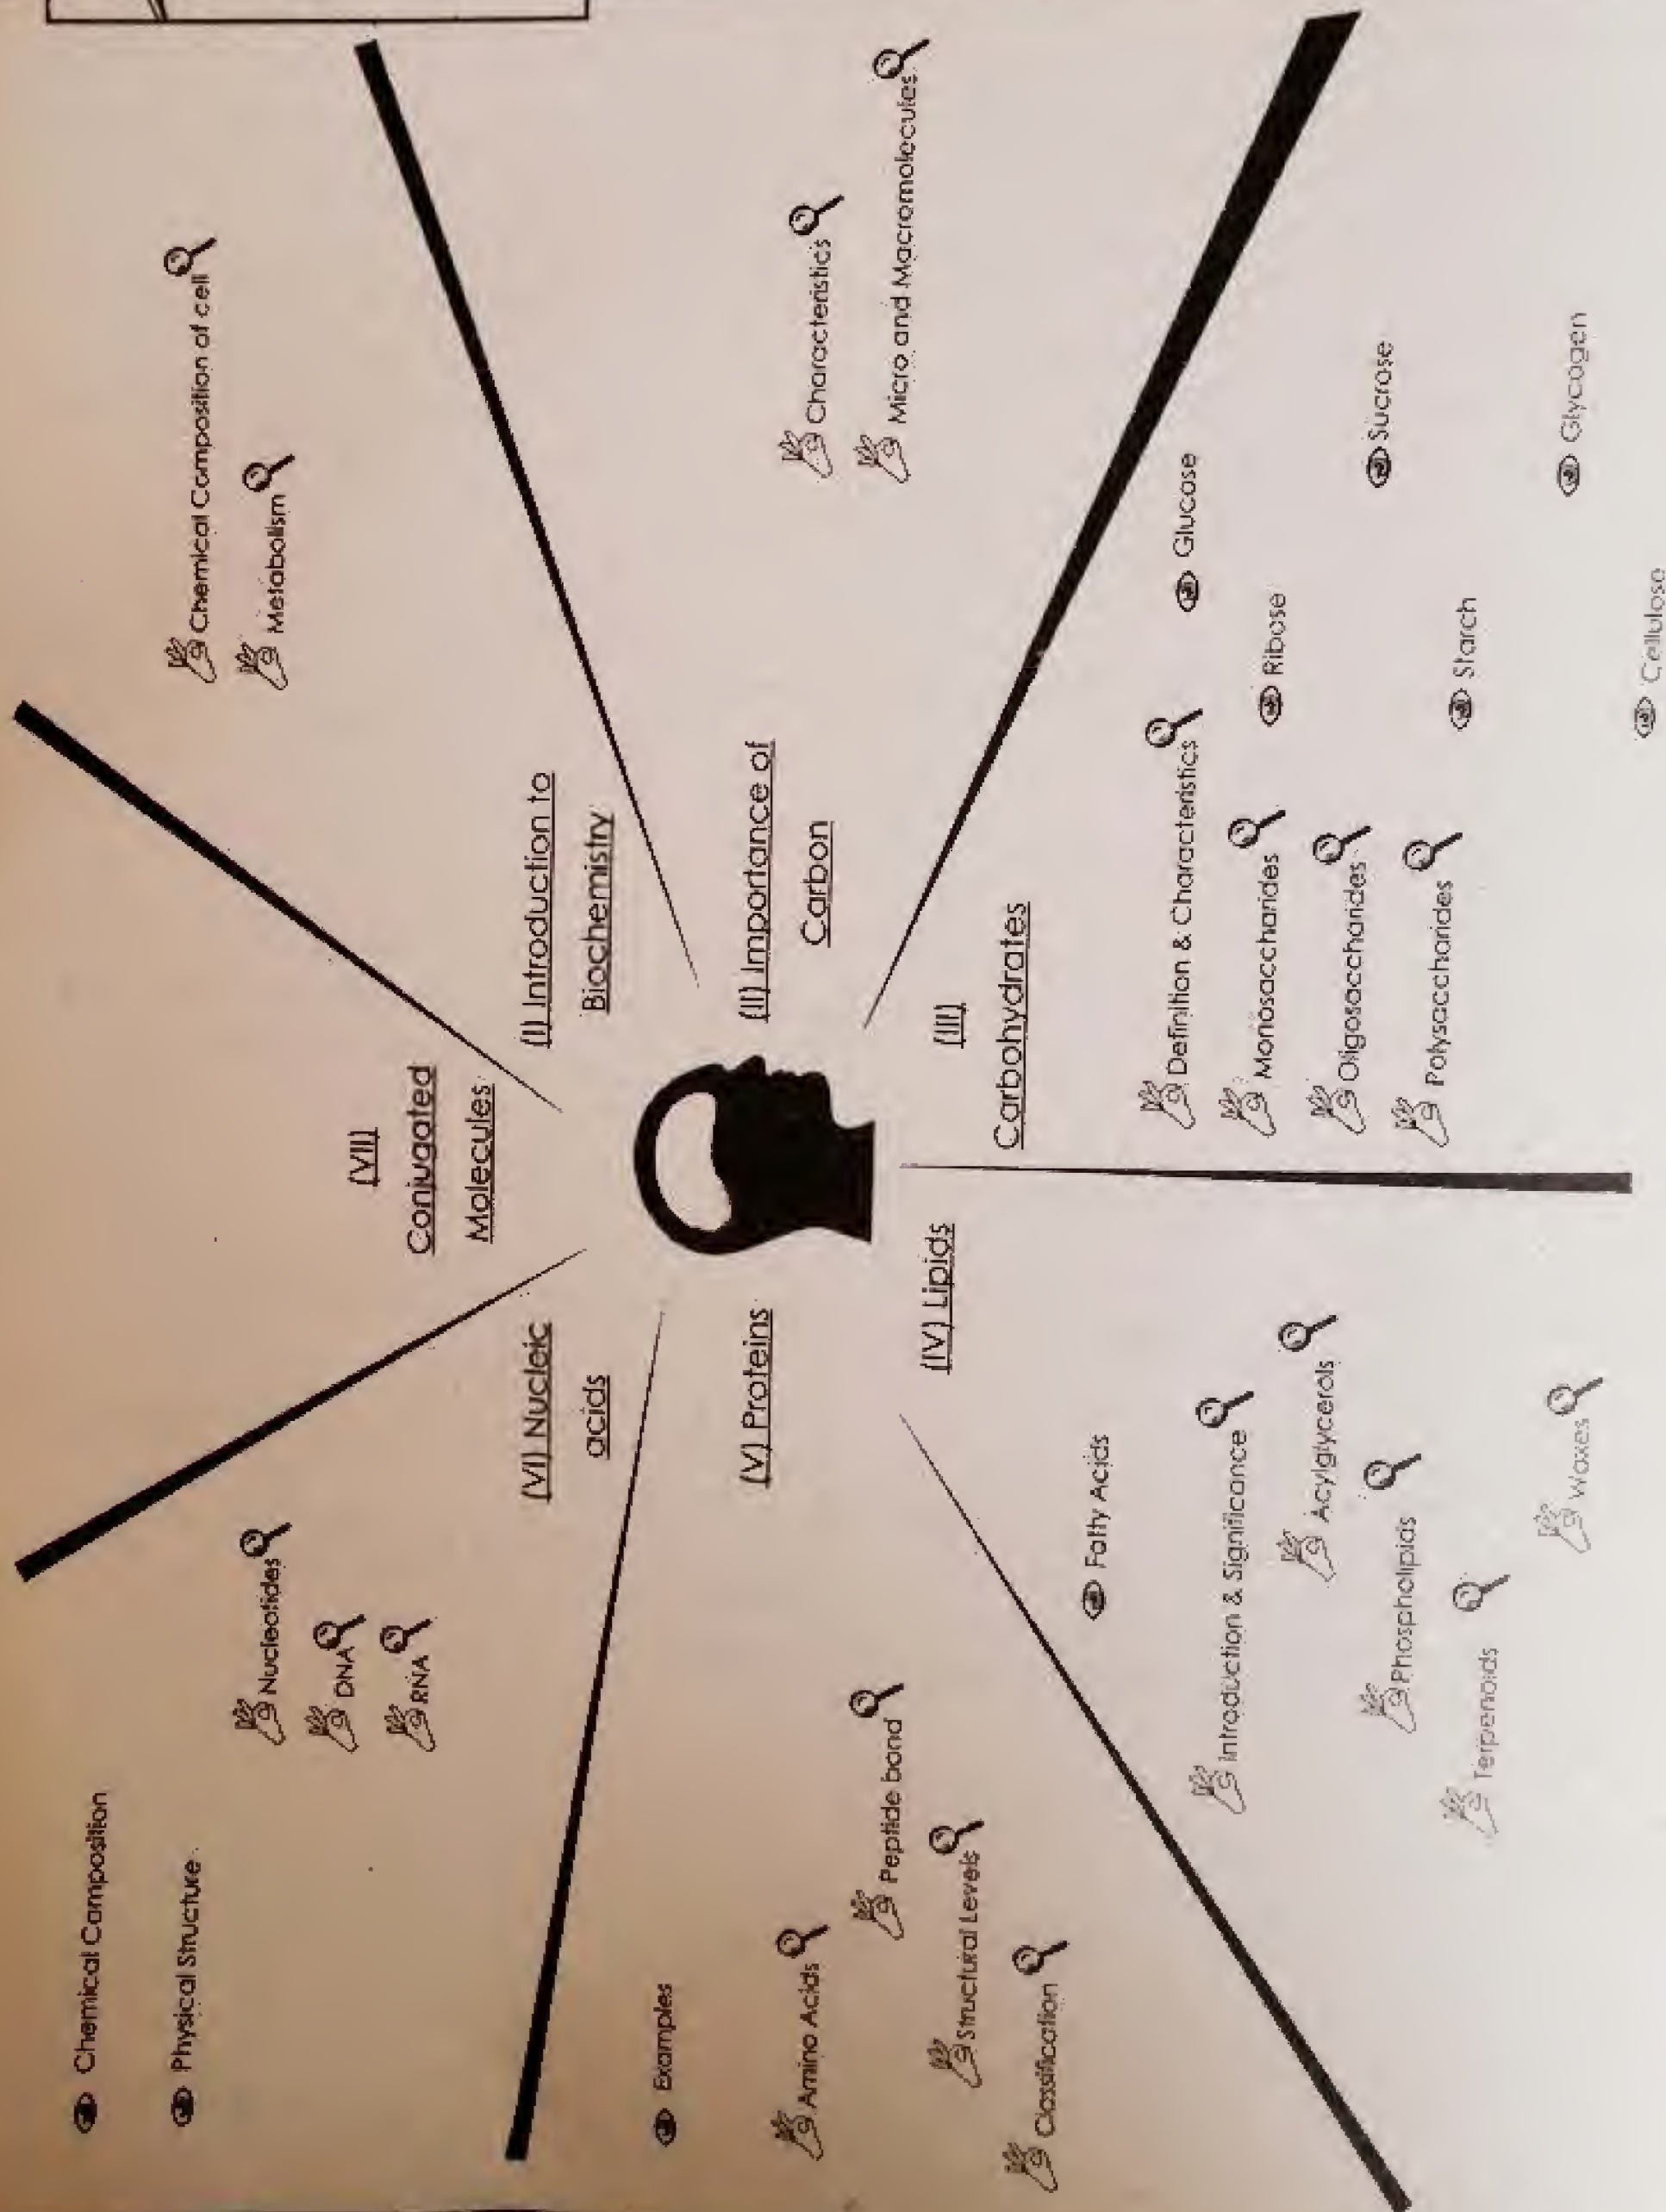 (I) Introduction to
Biochemistry
Chemical Composition of cell
Metabolism
(II) Importance of
Carbon
Characteristics
Micro and Macromolecules
(III)
Carbohydrates
Definition & Characteristics
Glucose
Monosaccharides
Ribose
Oligosaccharides
Sucrose
Polysaccharides
Starch
Glycogen
Cellulose
(IV) Lipids
Fatty Acids
Introduction & Significance
Acylglycerols
Phospholipids
Terpenoids
Waxes
(V) Proteins
Examples
Amino Acids
Peptide bond
Structural Levels
Classification
(VI) Nucleic
acids
Chemical Composition
Physical Structure
Nucleotides
DNA
RNA
(VII)
Conjugated
Molecules